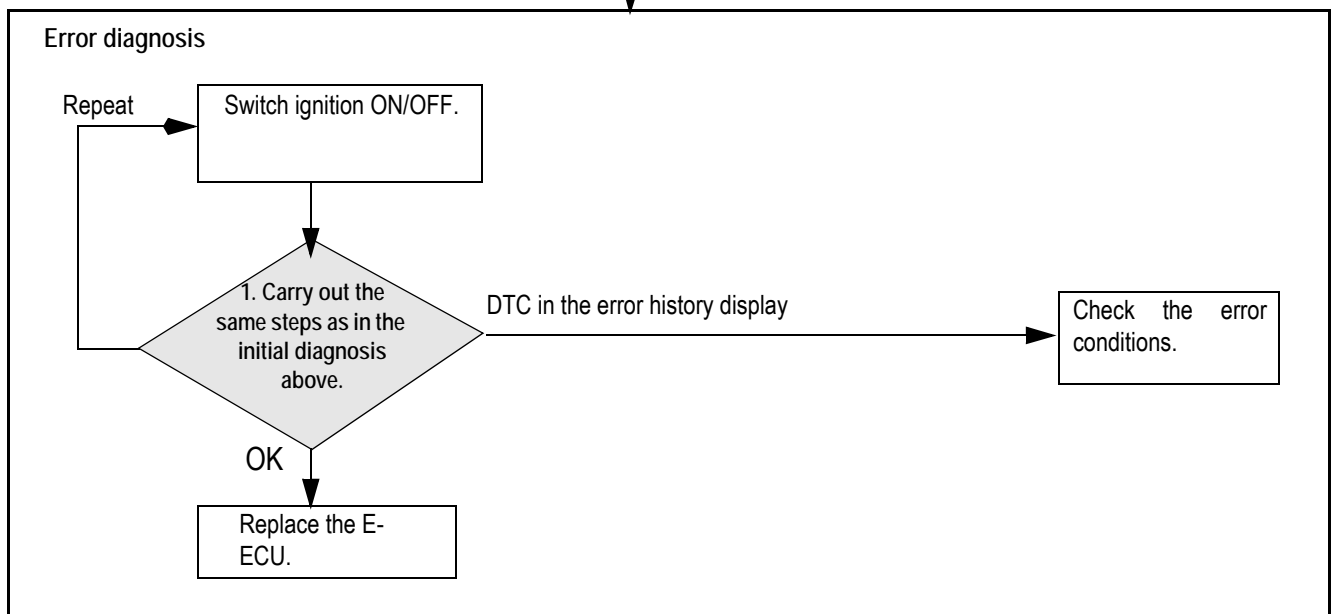 Error diagnosis
Repeat
Switch ignition ON/OFF.
1. Carry out the
same steps as in the
initial diagnosis
above.
DTC in the error history display
Check the error
conditions.
OK
Replace the E-
ECU.